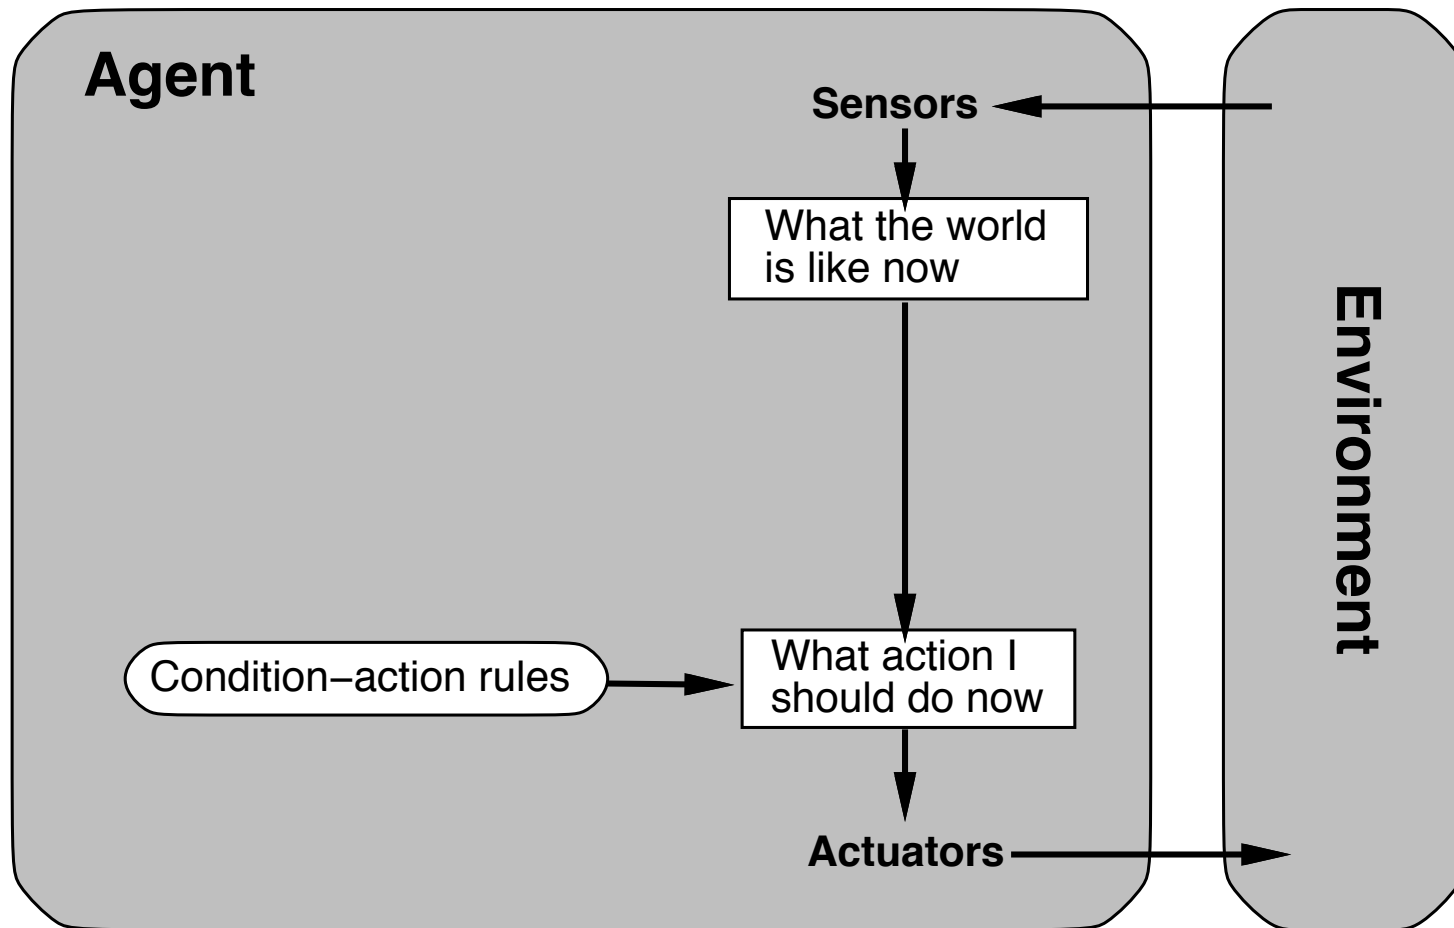 Agent
Sensors
What the world
is like now
Environment
Condition−action rules
What action I
should do now
Actuators